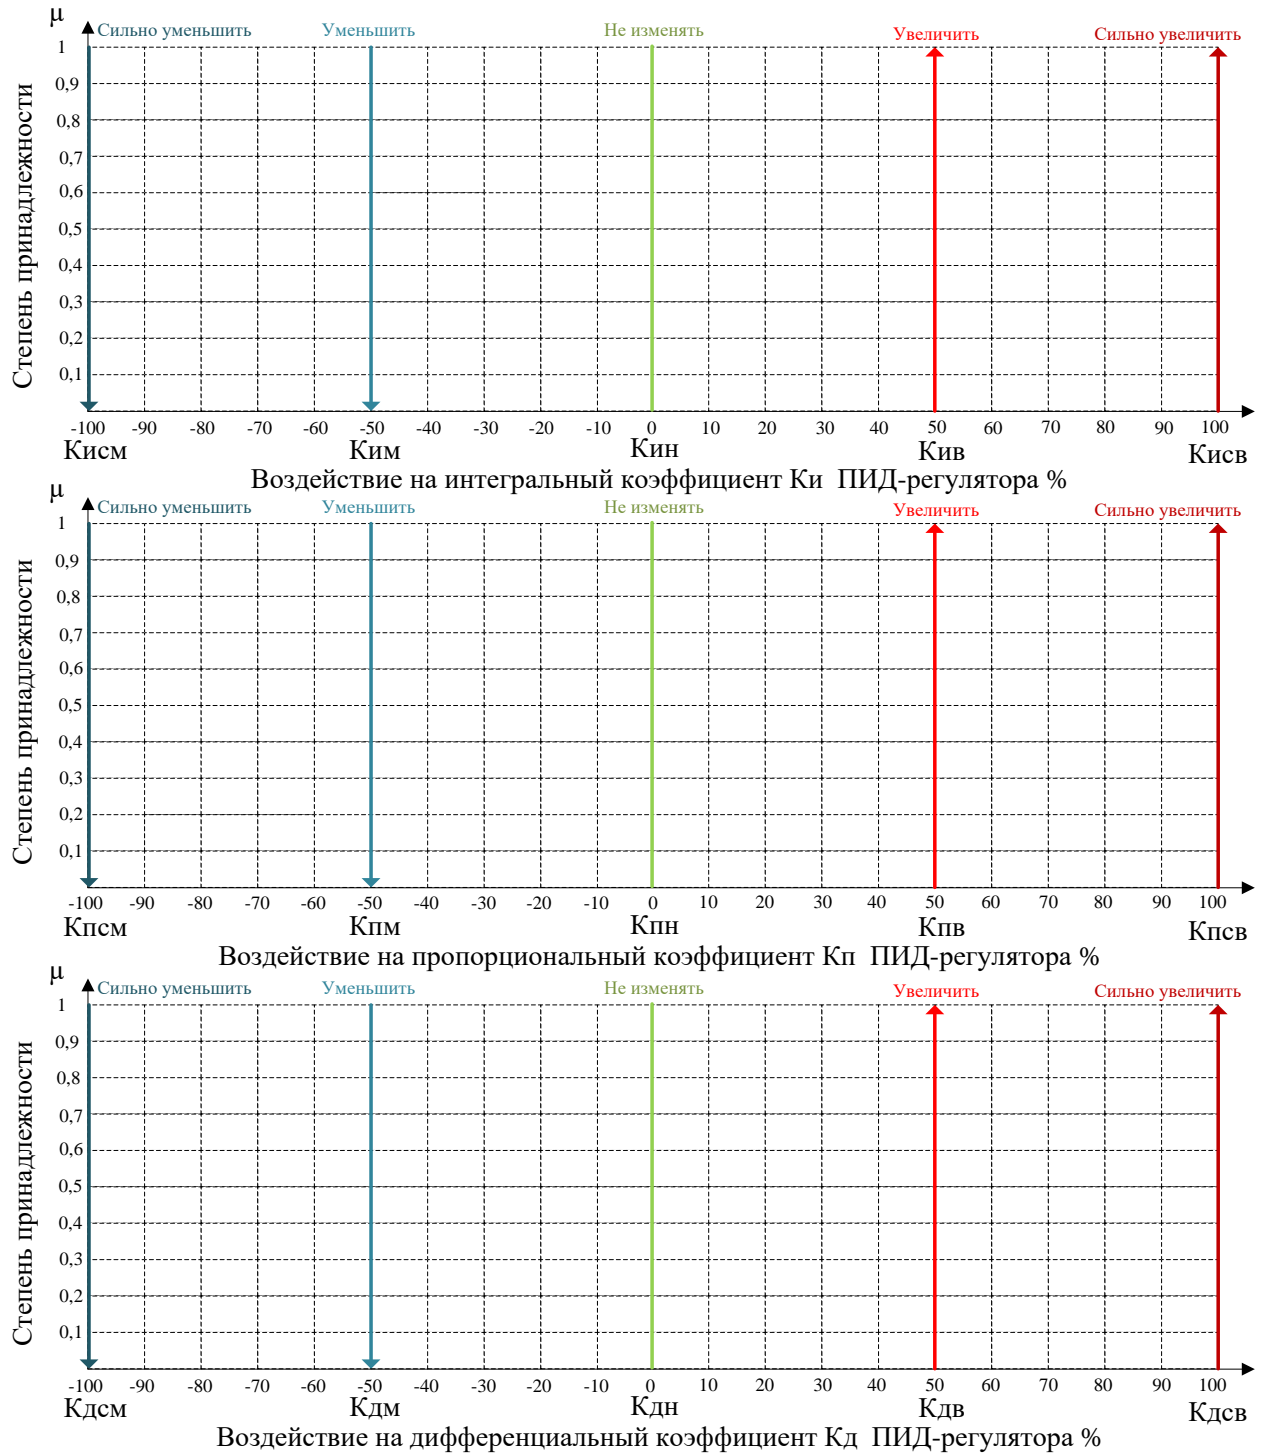 μ
Сильно уменьшить Уменьшить Не изменять Увеличить Сильно увеличить
Степень принадлежности
1
0,9
0,8
0,7
0,6
0,5
0,4
0,3
0,2
0,1
-100 -90 -80 -70 -60 -50 -40 -30 -20 -10 0 10 20 30 40 50 60 70 80 90 100
Кисм Ким Кин Кив Кисв
Воздействие на интегральный коэффициент Ки ПИД-регулятора %
μ
Сильно уменьшить Уменьшить Не изменять Увеличить Сильно увеличить
Степень принадлежности
1
0,9
0,8
0,7
0,6
0,5
0,4
0,3
0,2
0,1
-100 -90 -80 -70 -60 -50 -40 -30 -20 -10 0 10 20 30 40 50 60 70 80 90 100
Кпсм Кпм Кпн Кпв Кпсв
Воздействие на пропорциональный коэффициент Кп ПИД-регулятора %
μ
Сильно уменьшить Уменьшить Не изменять Увеличить Сильно увеличить
Степень принадлежности
1
0,9
0,8
0,7
0,6
0,5
0,4
0,3
0,2
0,1
-100 -90 -80 -70 -60 -50 -40 -30 -20 -10 0 10 20 30 40 50 60 70 80 90 100
Кдсм Кдм Кдн Кдв Кдсв
Воздействие на дифференциальный коэффициент Кд ПИД-регулятора %